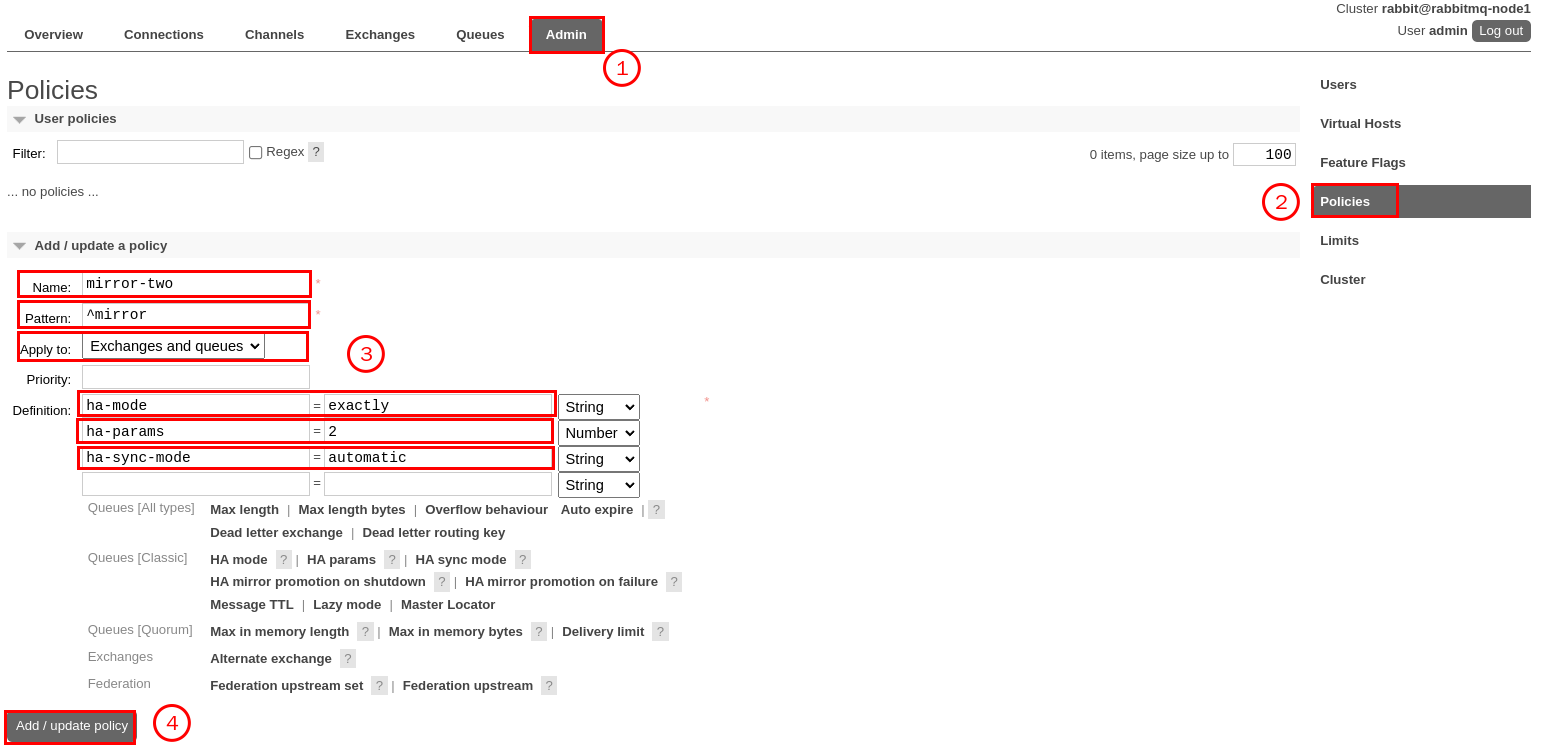 Cluster rabbit@rabbitmq-node1
Overview Connections Channels Exchanges Queues Admin
User admin Log out
1
Policies
User policies
Filter: Regex ?
0 items, page size up to 100
... no policies ...
Users
Virtual Hosts
Feature Flags
2
Policies
Limits
Cluster
Add / update a policy
Name: mirror-two *
Pattern: ^mirror *
Apply to: Exchanges and queues
3
Priority:
Definition: ha-mode = exactly String *
ha-params = 2 Number
ha-sync-mode = automatic String
= String
Queues [All types] Max length | Max length bytes | Overflow behaviour Auto expire | ?
Dead letter exchange | Dead letter routing key
Queues [Classic] HA mode ? | HA params ? | HA sync mode ?
HA mirror promotion on shutdown ? | HA mirror promotion on failure ?
Message TTL | Lazy mode | Master Locator
Queues [Quorum] Max in memory length ? | Max in memory bytes ? | Delivery limit ?
Exchanges Alternate exchange ?
Federation Federation upstream set ? | Federation upstream ?
Add / update policy
4